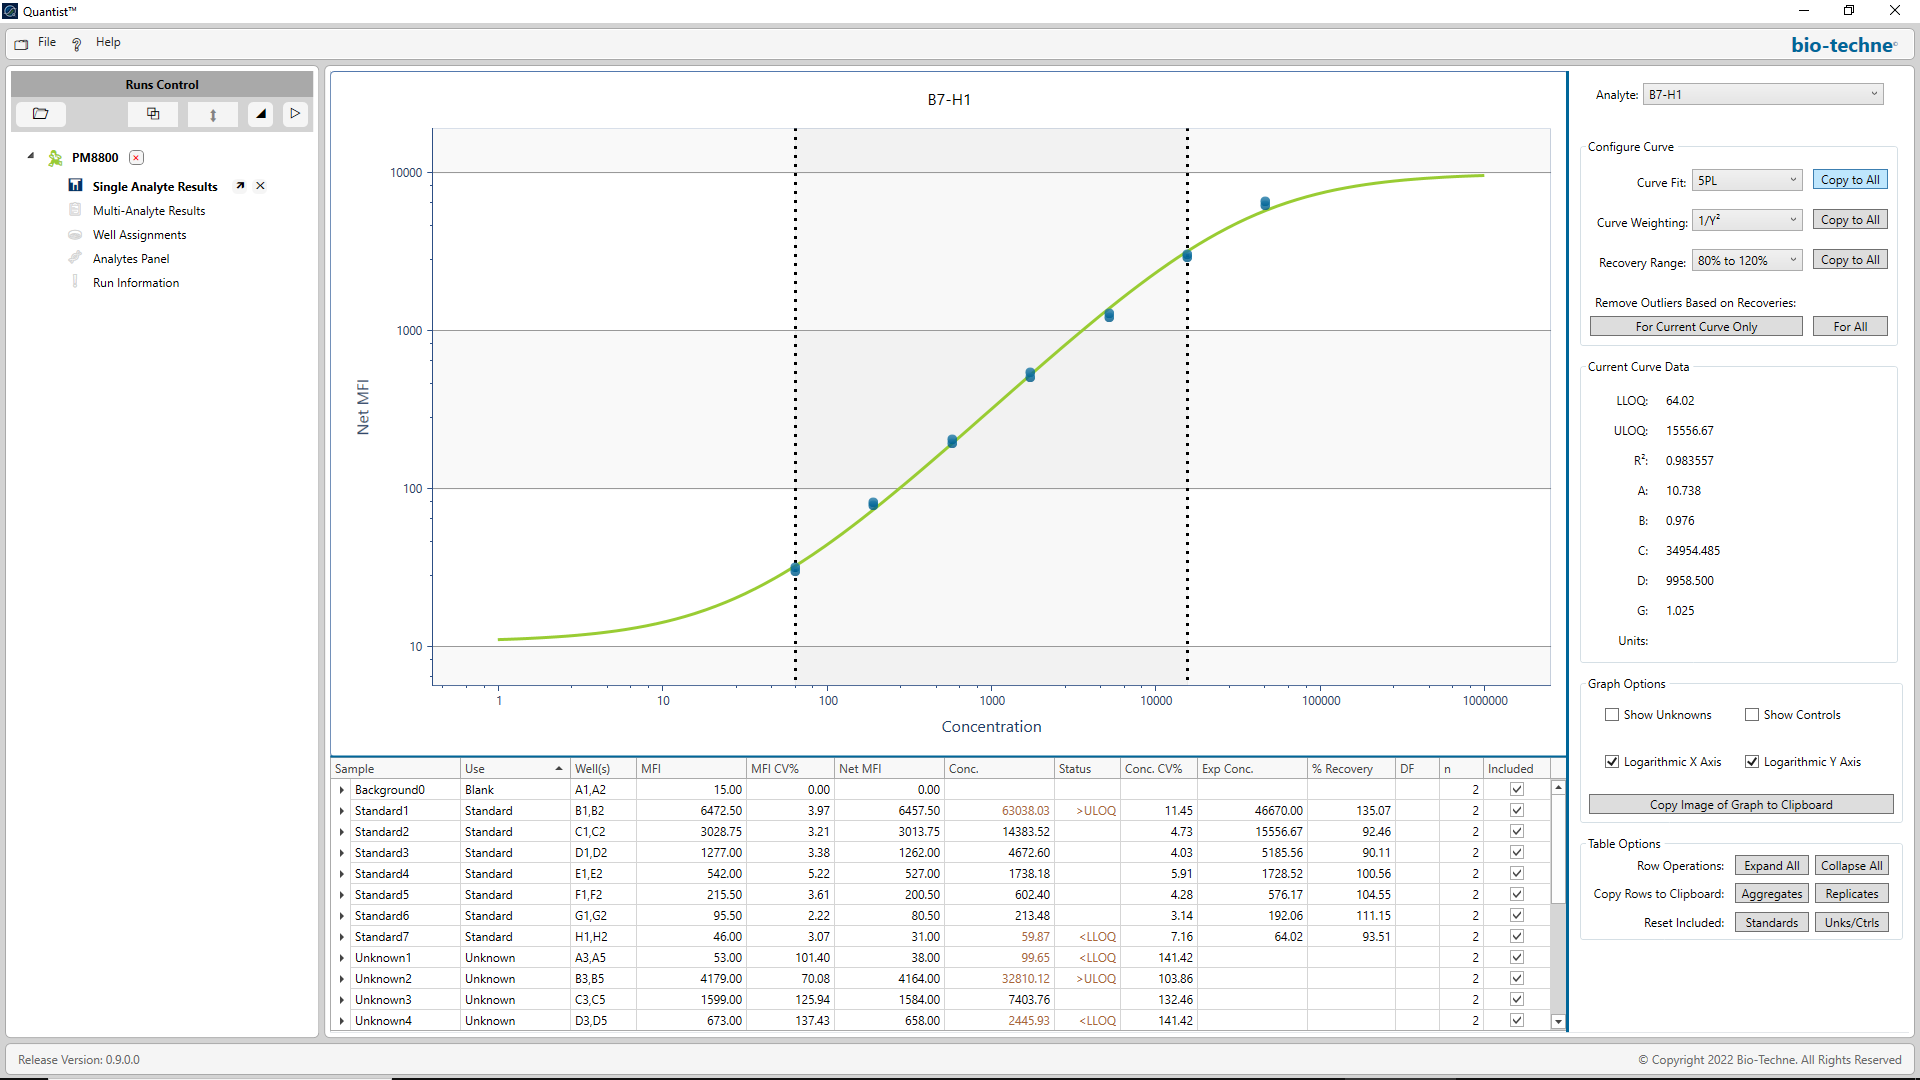 Quantist™
File ? Help
bio-techne®
Runs Control
PM8800
Single Analyte Results
Multi-Analyte Results
Well Assignments
Analytes Panel
Run Information
B7-H1
Net MFI
10000
1000
100
10
1 10 100 1000 10000 100000 1000000
Concentration
Analyte: B7-H1
Configure Curve
Curve Fit: 5PL Copy to All
Curve Weighting: 1/Y² Copy to All
Recovery Range: 80% to 120% Copy to All
Remove Outliers Based on Recoveries:
For Current Curve Only For All
Current Curve Data
LLOQ: 64.02
ULOQ: 15556.67
R²: 0.983557
A: 10.738
B: 0.976
C: 34954.485
D: 9958.500
G: 1.025
Units:
Graph Options
Show Unknowns Show Controls
Logarithmic X Axis Logarithmic Y Axis
Copy Image of Graph to Clipboard
Table Options
Row Operations: Expand All Collapse All
Copy Rows to Clipboard: Aggregates Replicates
Reset Included: Standards Unks/Ctrls
Sample Use Well(s) MFI MFI CV% Net MFI Conc. Status Conc. CV% Exp Conc. % Recovery DF n Included
Background0 Blank A1,A2 15.00 0.00 0.00 2
Standard1 Standard B1,B2 6472.50 3.97 6457.50 63038.03 >ULOQ 11.45 46670.00 135.07 2
Standard2 Standard C1,C2 3028.75 3.21 3013.75 14383.52 4.73 15556.67 92.46 2
Standard3 Standard D1,D2 1277.00 3.38 1262.00 4672.60 4.03 5185.56 90.11 2
Standard4 Standard E1,E2 542.00 5.22 527.00 1738.18 5.91 1728.52 100.56 2
Standard5 Standard F1,F2 215.50 3.61 200.50 602.40 4.28 576.17 104.55 2
Standard6 Standard G1,G2 95.50 2.22 80.50 213.48 3.14 192.06 111.15 2
Standard7 Standard H1,H2 46.00 3.07 31.00 59.87 <LLOQ 7.16 64.02 93.51 2
Unknown1 Unknown A3,A5 53.00 101.40 38.00 99.65 <LLOQ 141.42 2
Unknown2 Unknown B3,B5 4179.00 70.08 4164.00 32810.12 >ULOQ 103.86 2
Unknown3 Unknown C3,C5 1599.00 125.94 1584.00 7403.76 132.46 2
Unknown4 Unknown D3,D5 673.00 137.43 658.00 2445.93 <LLOQ 141.42 2
Release Version: 0.9.0.0
© Copyright 2022 Bio-Techne. All Rights Reserved